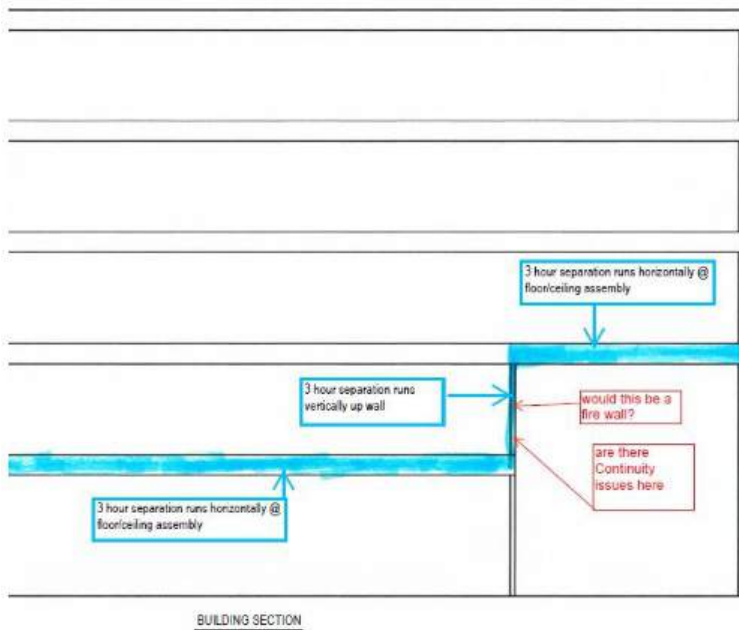 3 hour separation runs horizontally @
floor/ceiling assembly
3 hour separation runs
vertically up wall
would this be a
fire wall?
are there
Continuity
issues here
3 hour separation runs horizontally @
floor/ceiling assembly
BUILDING SECTION